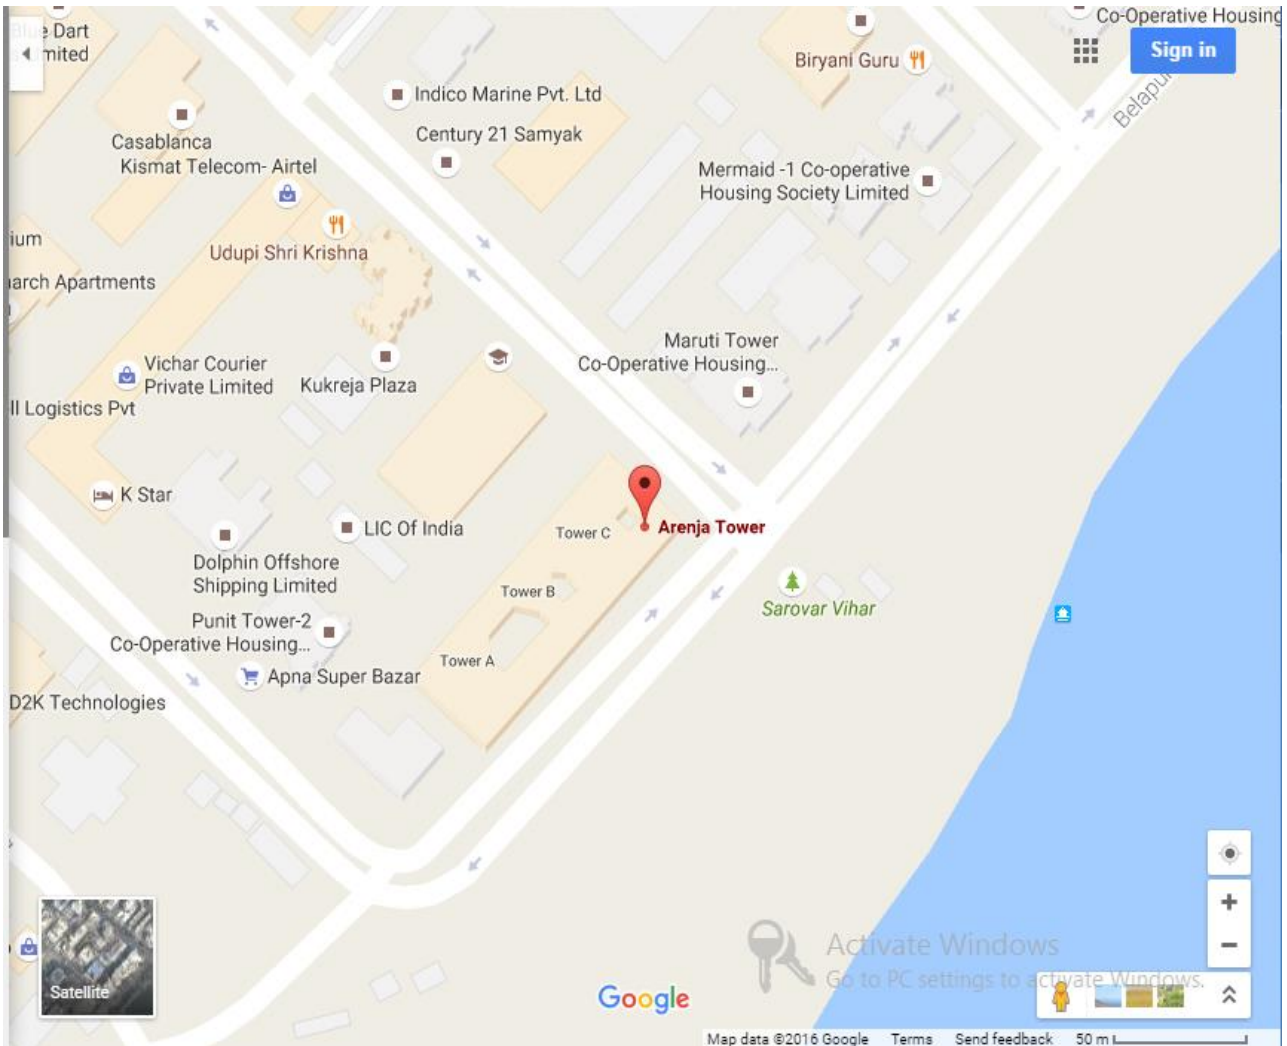 Blue Dart
Limited
Co-Operative Housing
Sign in
Biryani Guru
Belapur
Indico Marine Pvt. Ltd
Century 21 Samyak
Casablanca
Kismat Telecom- Airtel
Mermaid -1 Co-operative
Housing Society Limited
ium
Udupi Shri Krishna
arch Apartments
Maruti Tower
Co-Operative Housing...
Vichar Courier
Private Limited
Kukreja Plaza
ll Logistics Pvt
K Star
LIC Of India
Tower C
Arenja Tower
Dolphin Offshore
Shipping Limited
Tower B
Sarovar Vihar
Punit Tower-2
Co-Operative Housing...
Tower A
Apna Super Bazar
D2K Technologies
Satellite
Google
Activate Windows
Go to PC settings to activate Windows.
Map data ©2016 Google Terms Send feedback 50 m